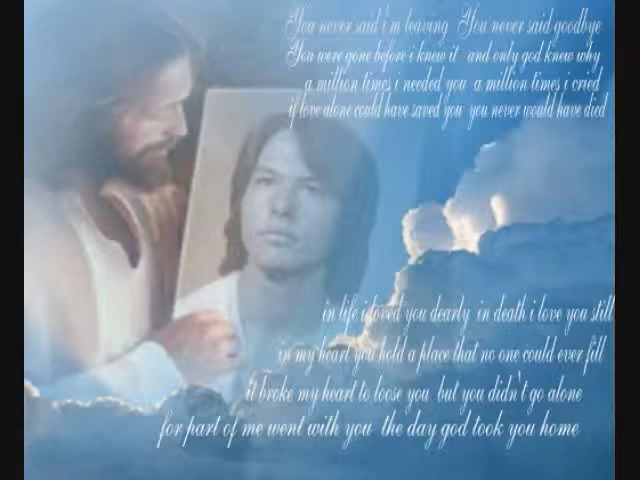 You never said i'm leaving You never said goodbye
You were gone before i knew it and only god knew why
a million times i needed you a million times i cried
if love alone could have saved you you never would have died
in life i loved you dearly in death i love you still
in my heart you hold a place that no one could ever fill
it broke my heart to loose you but you didn't go alone
for part of me went with you the day god took you home